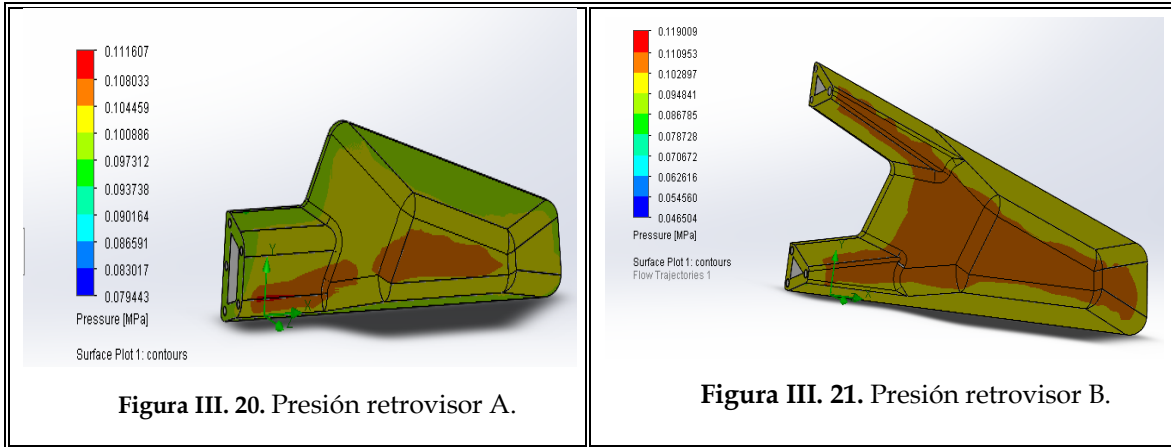 0.111607
0.108033
0.104459
0.100886
0.097312
0.093738
0.090164
0.086591
0.083017
0.079443
Pressure [MPa]
Surface Plot 1: contours
Y
X
Z
Figura III. 20. Presión retrovisor A.
0.119009
0.110953
0.102897
0.094841
0.086785
0.078728
0.070672
0.062616
0.054560
0.046504
Pressure [MPa]
Surface Plot 1: contours
Flow Trajectories 1
Y
X
Figura III. 21. Presión retrovisor B.